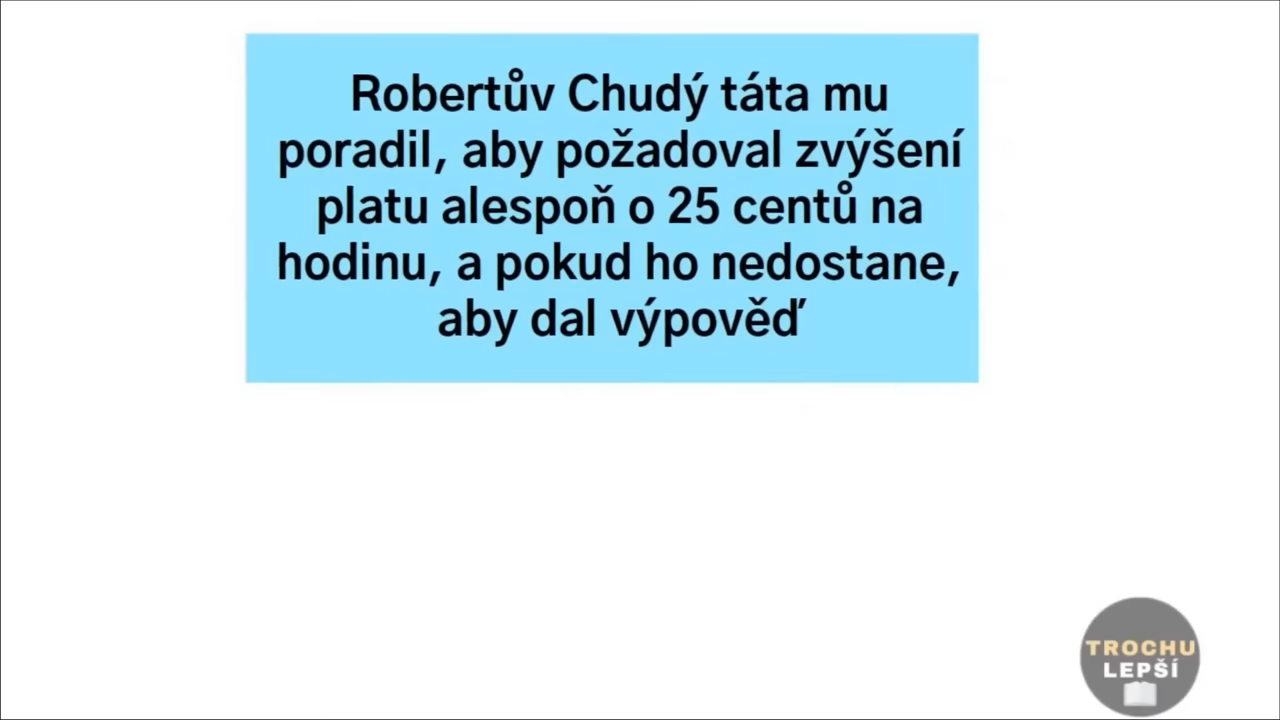 Robertův Chudý táta mu
poradil, aby požadoval zvýšení
platu alespoň o 25 centů na
hodinu, a pokud ho nedostane,
aby dal výpověď
TROCHU
LEPŠÍ